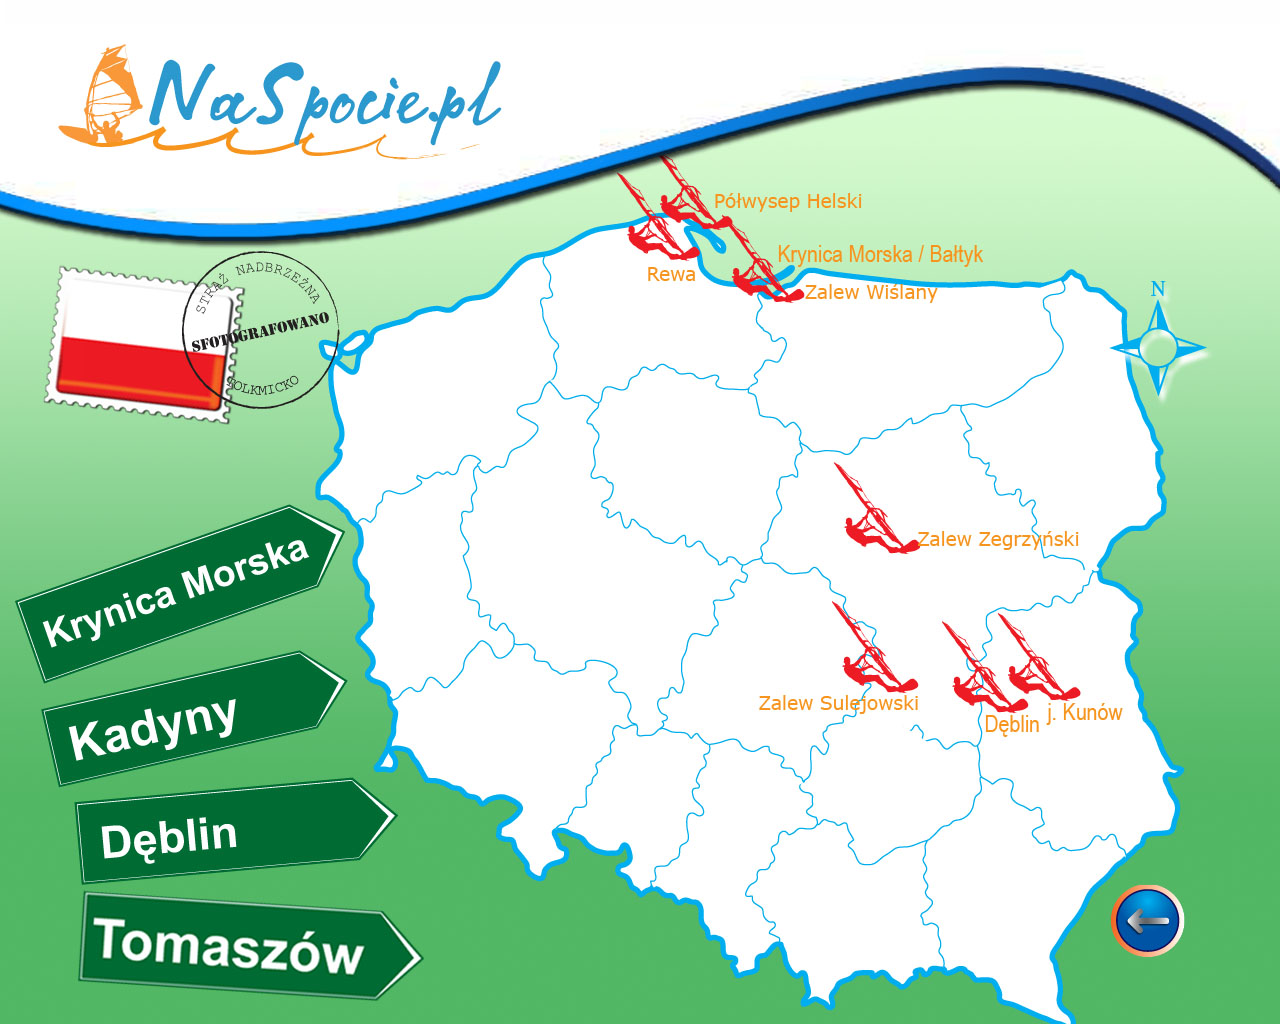 NaSpocie.pl
Półwysep Helski
Krynica Morska / Bałtyk
Rewa
Zalew Wiślany
N
STRAŻ NADBRZEŻNA
SFOTOGRAFOWANO
TOLKMICKO
Zalew Zegrzyński
Krynica Morska
Kadyny
Zalew Sulejowski
Dęblin
j. Kunów
Dęblin
Tomaszów